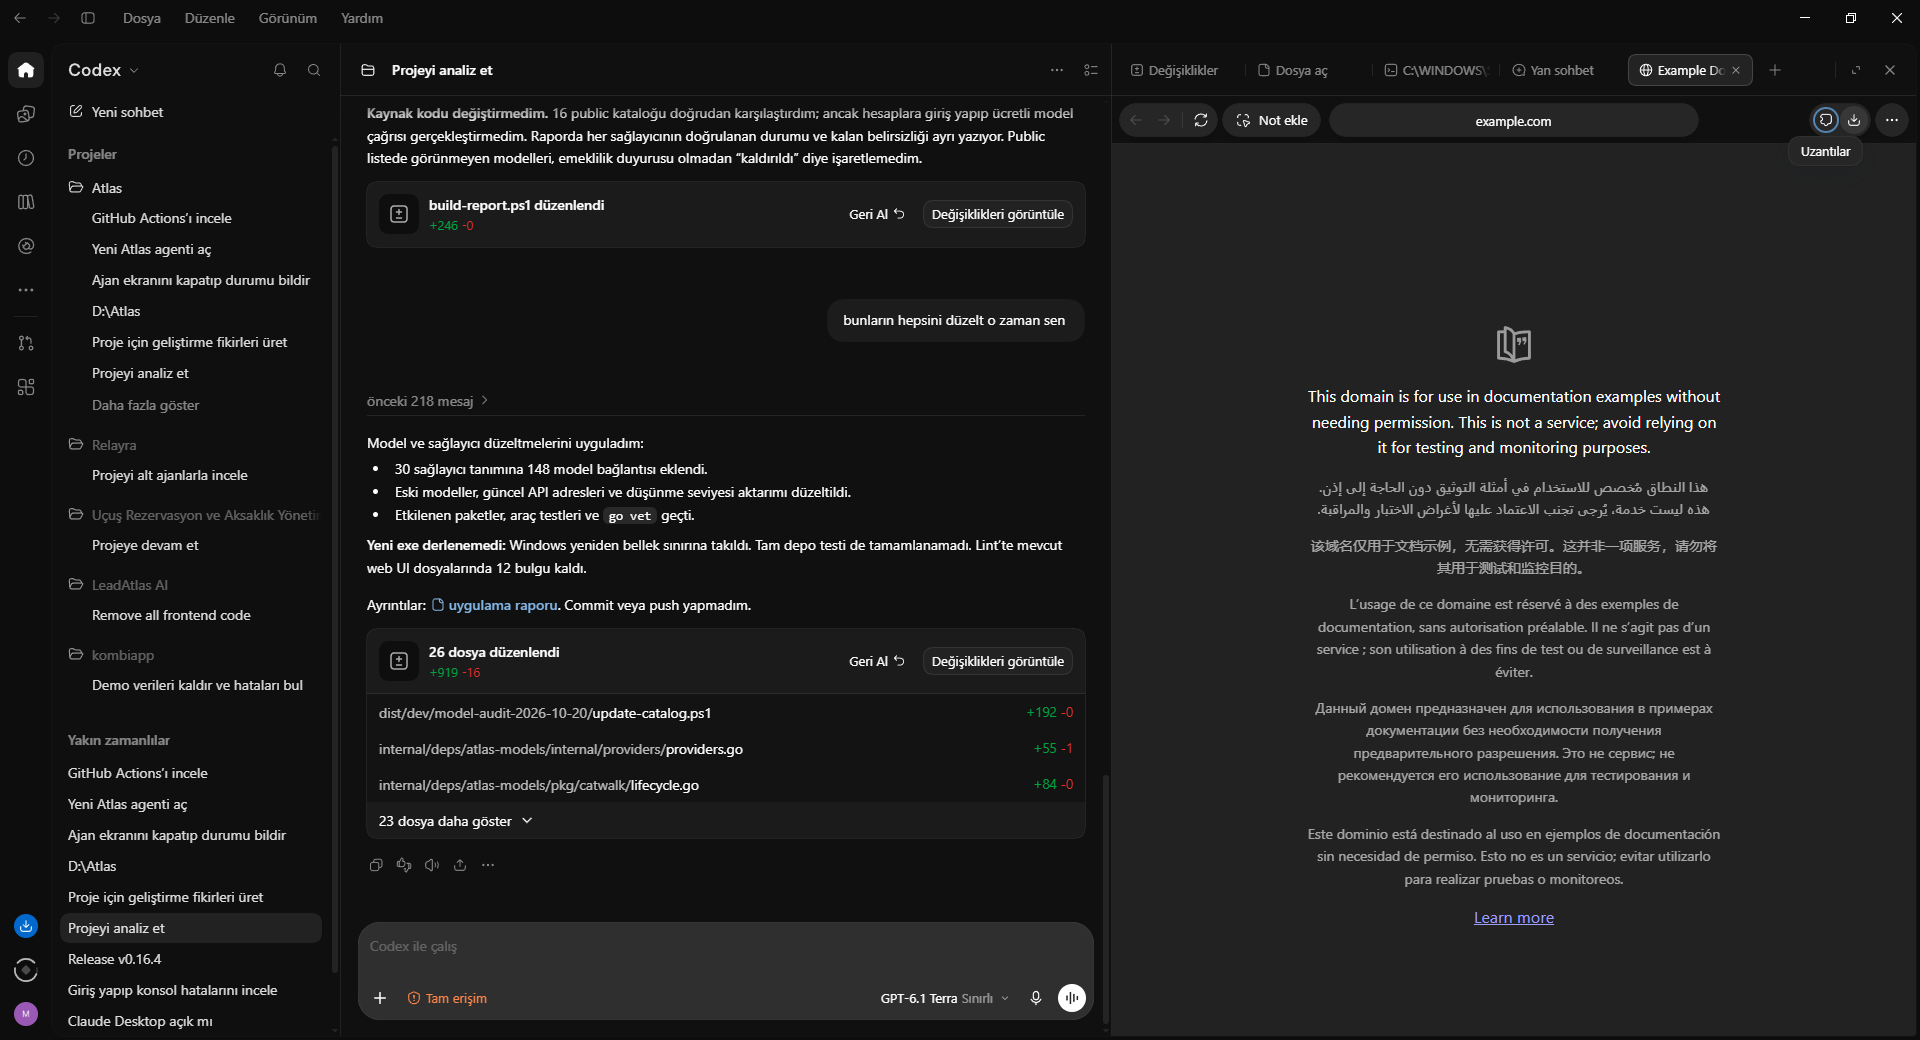 Dosya Düzenle Görünüm Yardım
Codex
Yeni sohbet
Projeler
Atlas
GitHub Actions'ı incele
Yeni Atlas agenti aç
Ajan ekranını kapatıp durumu bildir
D:\Atlas
Proje için geliştirme fikirleri üret
Projeyi analiz et
Daha fazla göster
Relayra
Projeyi alt ajanlarla incele
Uçuş Rezervasyon ve Aksaklık
Projeye devam et
LeadAtlas AI
Remove all frontend code
kombiapp
Demo verileri kaldır ve hataları bul
Yakın zamanlılar
GitHub Actions'ı incele
Yeni Atlas agenti aç
Ajan ekranını kapatıp durumu bildir
D:\Atlas
Proje için geliştirme fikirleri üret
Projeyi analiz et
Release v0.16.4
Giriş yapıp konsol hatalarını incele
Claude Desktop açık mı
M
Projeyi analiz et
Kaynak kodu değiştirmedim. 16 public kataloğu doğrudan karşılaştırdım; ancak hesaplara giriş yapıp ücretli model
çağrısı gerçekleştirmedim. Raporda her sağlayıcının doğrulanan durumu ve kalan belirsizliği ayrı yazıyor. Public
listede görünmeyen modelleri, emeklilik duyurusu olmadan “kaldırıldı” diye işaretlemedim.
build-report.ps1 düzenlendi
+246 -0
Geri Al Değişiklikleri görüntüle
bunların hepsini düzelt o zaman sen
önceki 218 mesaj
Model ve sağlayıcı düzeltmelerini uyguladım:
• 30 sağlayıcı tanımına 148 model bağlantısı eklendi.
• Eski modeller, güncel API adresleri ve düşünme seviyesi aktarımı düzeltildi.
• Etkilenen paketler, araç testleri ve go vet geçti.
Yeni exe derlenemedi: Windows yeniden bellek sınırına takıldı. Tam depo testi de tamamlanamadı. Lint'te mevcut
web UI dosyalarında 12 bulgu kaldı.
Ayrıntılar: uygulama raporu. Commit veya push yapmadım.
26 dosya düzenlendi
+919 -16
Geri Al Değişiklikleri görüntüle
dist/dev/model-audit-2026-10-20/update-catalog.ps1 +192 -0
internal/deps/atlas-models/internal/providers/providers.go +55 -1
internal/deps/atlas-models/pkg/catwalk/lifecycle.go +84 -0
23 dosya daha göster
Codex ile çalış
Tam erişim
GPT-6.1 Terra Sınırlı
Değişiklikler Dosya aç C:\WINDOWS\ Yan sohbet Example Do
Not ekle
example.com
Uzantılar
This domain is for use in documentation examples without
needing permission. This is not a service; avoid relying on
it for testing and monitoring purposes.
هذا النطاق مُخصص للاستخدام في أمثلة التوثيق دون الحاجة إلى إذن.
هذه ليست خدمة، يُرجى تجنب الاعتماد عليها لأغراض الاختبار والمراقبة.
该域名仅用于文档示例，无需获得许可。这并非一项服务，请勿将
其用于测试和监控目的。
L'usage de ce domaine est réservé à des exemples de
documentation, sans autorisation préalable. Il ne s'agit pas d'un
service ; son utilisation à des fins de test ou de surveillance est à
éviter.
Данный домен предназначен для использования в примерах
документации без необходимости получения
предварительного разрешения. Это не сервис; не
рекомендуется его использование для тестирования и
мониторинга.
Este dominio está destinado al uso en ejemplos de documentación
sin necesidad de permiso. Esto no es un servicio; evitar utilizarlo
para realizar pruebas o monitoreos.
Learn more